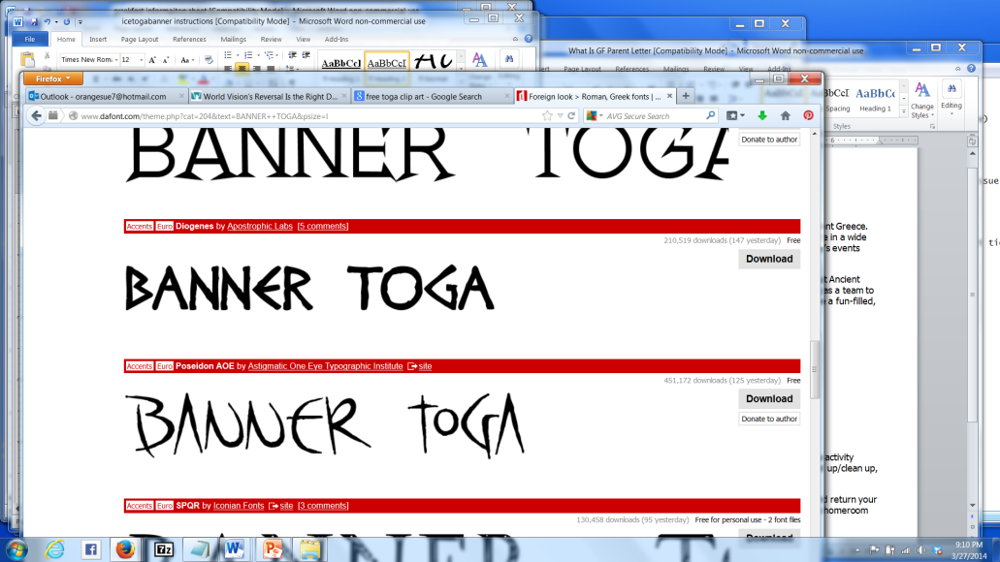 icetogabanner instructions [Compatibility Mode] - Microsoft Word non-commercial use
File Home Insert Page Layout References Mailings Review View Add-Ins
Times New Rom 12
AaBbCcI AaBbCcI
What Is GF Parent Letter [Compatibility Mode] - Microsoft Word non-commercial use
Page Layout References Mailings Review View Add-Ins
Firefox
Outlook - orangesue7@hotmail.com
World Vision's Reversal Is the Right D...
free toga clip art - Google Search
Foreign look > Roman, Greek fonts | ...
www.dafont.com/theme.php?cat=204&text=BANNER++TOGA&psize=l
AVG Secure Search
Spacing Heading 1
Change Styles
Editing
Styles
BANNER TOGA
Donate to author
Accents Euro Diogenes by Apostrophic Labs [5 comments]
210,519 downloads (147 yesterday) Free
Download
BANNER TOGA
Accents Euro Poseidon AOE by Astigmatic One Eye Typographic Institute site
451,172 downloads (125 yesterday) Free
Download
Donate to author
BANNER TOGA
Accents Euro SPQR by Iconian Fonts site [3 comments]
130,458 downloads (95 yesterday) Free for personal use - 2 font files
Download
BANNER TOGA
Greece.
e in a wide
s events
t Ancient
as a team to
e a fun-filled,
activity
up/clean up,
d return your
homeroom
9:10 PM
3/27/2014